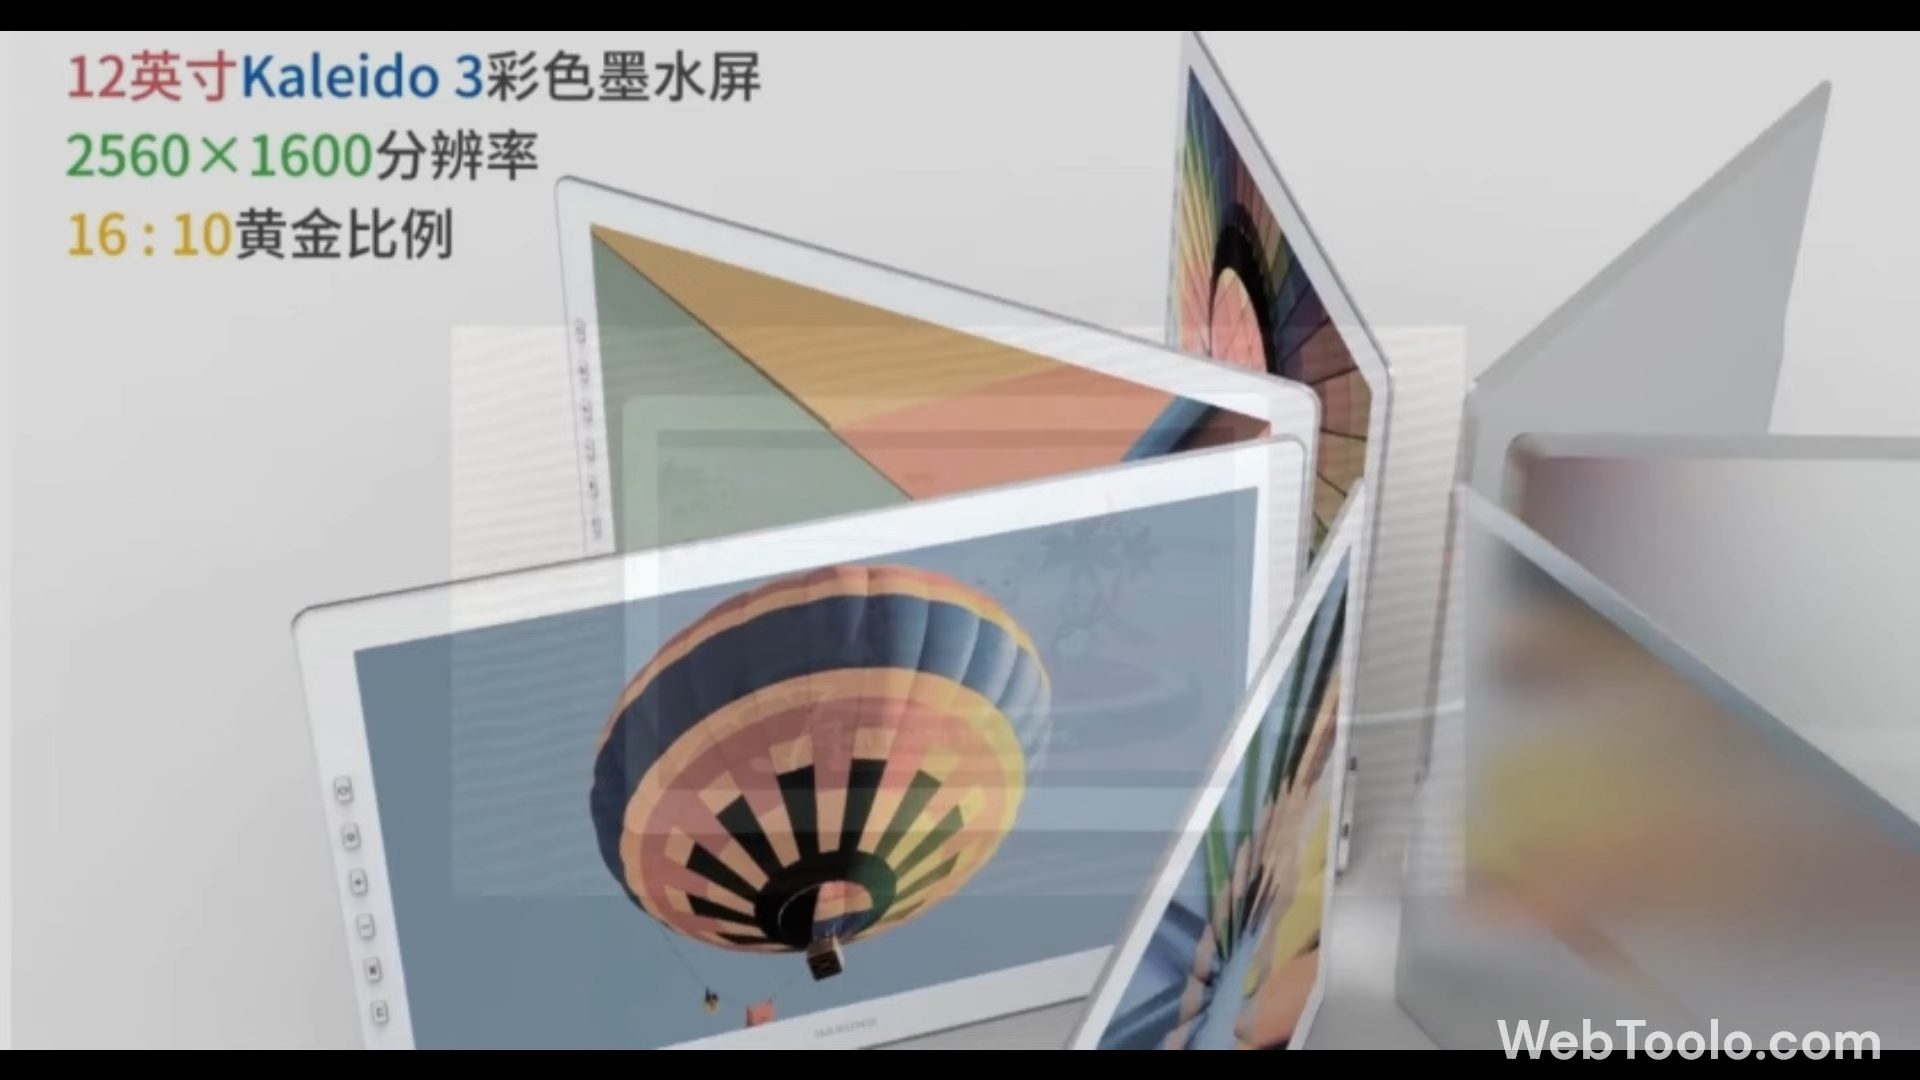 12英寸Kaleido 3彩色墨水屏
2560×1600分辨率
16 : 10黄金比例
DASUNG
WebToolo.com